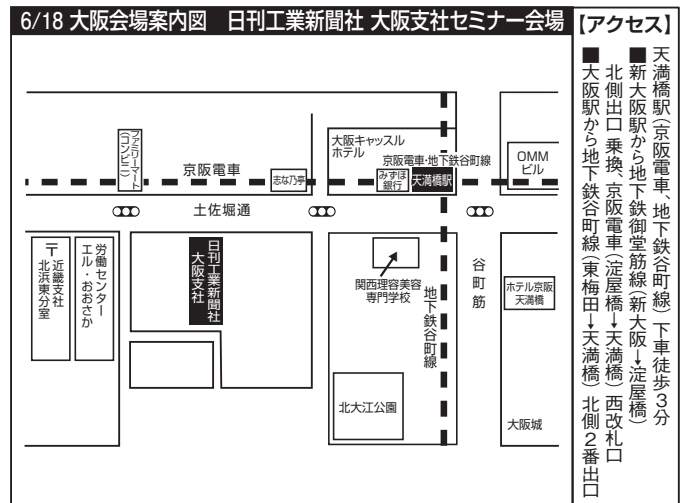 6/18 大阪会場案内図　日刊工業新聞社 大阪支社セミナー会場
【アクセス】
天満橋駅(京阪電車、地下鉄谷町線) 下車徒歩3分
■新大阪駅から地下鉄御堂筋線(新大阪→淀屋橋)
北側出口 乗換、京阪電車(淀屋橋→天満橋) 西改札口
■大阪駅から地下鉄谷町線(東梅田→天満橋) 北側2番出口
ファミリーマート
(コンビニ)
京阪電車
志な乃亭
大阪キャッスル
ホテル
京阪電車・地下鉄谷町線
みずほ
銀行
天満橋駅
OMM
ビル
土佐堀通
〒
近畿支社
北浜東分室
労働センター
エル・おおさか
日刊工業新聞社
大阪支社
関西理容美容
専門学校
地下鉄谷町線
谷町筋
ホテル京阪
天満橋
北大江公園
大阪城